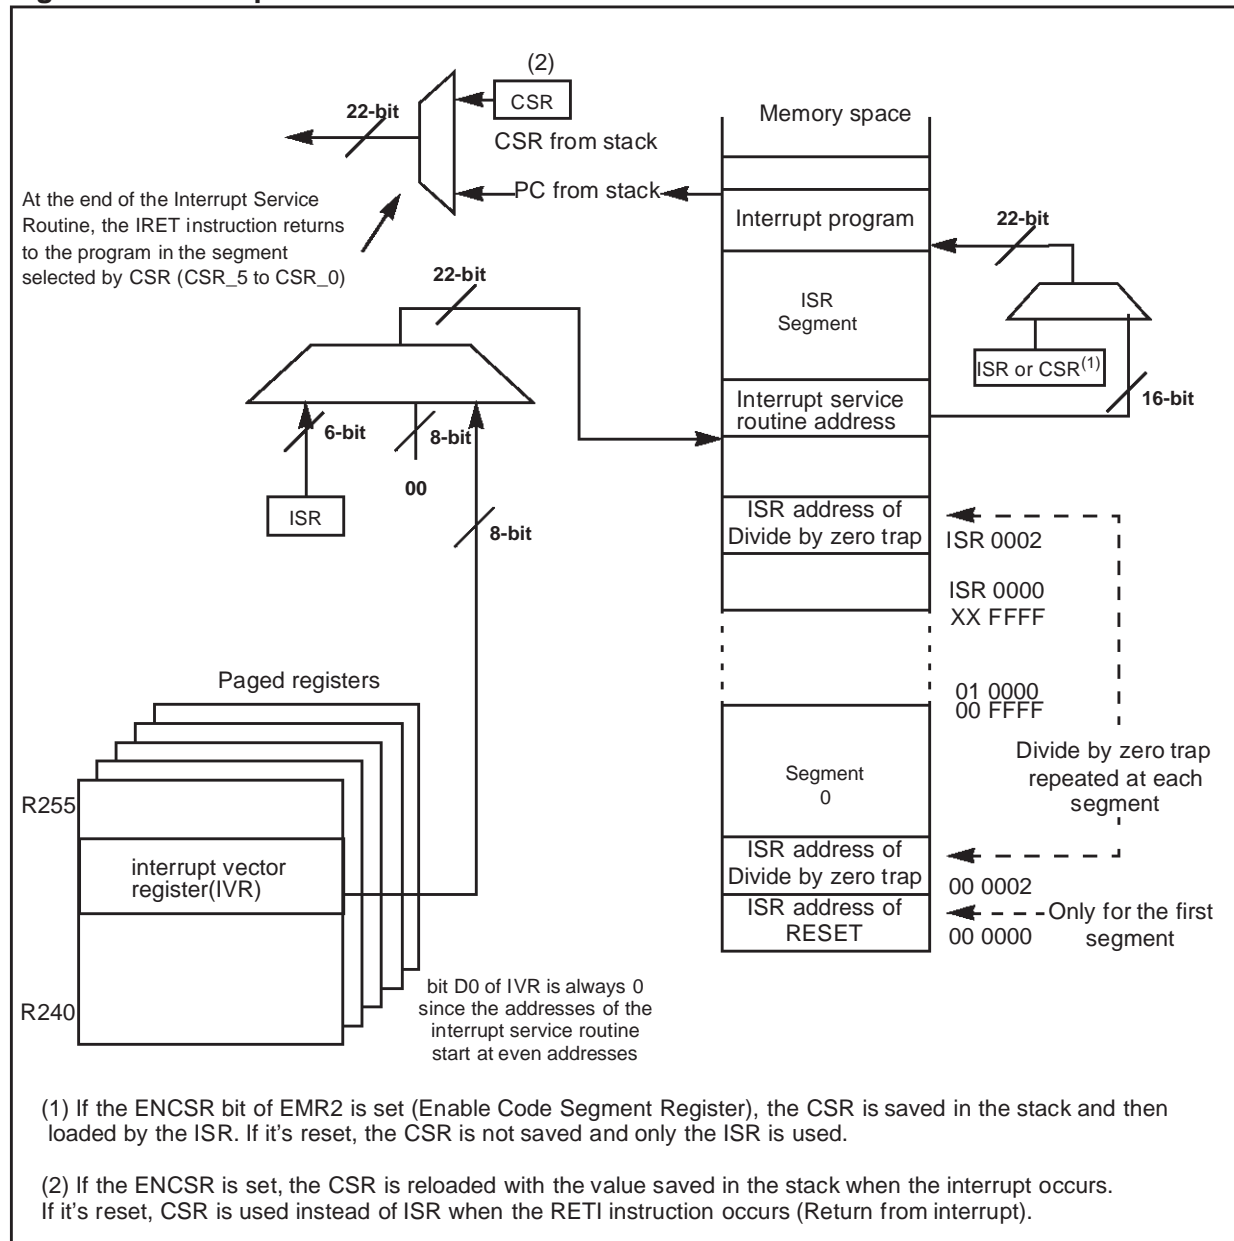 (2)
CSR
22-bit
CSR from stack
PC from stack
At the end of the Interrupt Service
Routine, the IRET instruction returns
to the program in the segment
selected by CSR (CSR_5 to CSR_0)
Memory space
Interrupt program
22-bit
ISR
Segment
ISR or CSR(1)
16-bit
Interrupt service
routine address
22-bit
6-bit
8-bit
00
ISR
8-bit
ISR address of
Divide by zero trap
ISR 0002
ISR 0000
XX FFFF
01 0000
00 FFFF
Divide by zero trap
repeated at each
segment
Segment
0
ISR address of
Divide by zero trap
00 0002
ISR address of
RESET
00 0000
Only for the first
segment
Paged registers
R255
interrupt vector
register(IVR)
R240
bit D0 of IVR is always 0
since the addresses of the
interrupt service routine
start at even addresses
(1) If the ENCSR bit of EMR2 is set (Enable Code Segment Register), the CSR is saved in the stack and then
loaded by the ISR. If it's reset, the CSR is not saved and only the ISR is used.
(2) If the ENCSR is set, the CSR is reloaded with the value saved in the stack when the interrupt occurs.
If it's reset, CSR is used instead of ISR when the RETI instruction occurs (Return from interrupt).